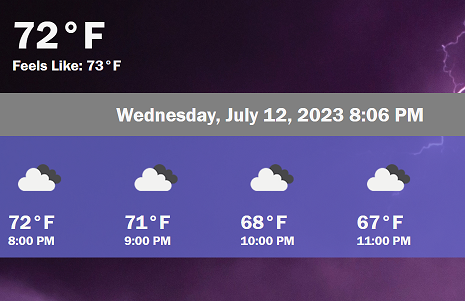 72°F
Feels Like: 73°F
Wednesday, July 12, 2023 8:06 PM
72°F 71°F 68°F 67°F
8:00 PM 9:00 PM 10:00 PM 11:00 PM